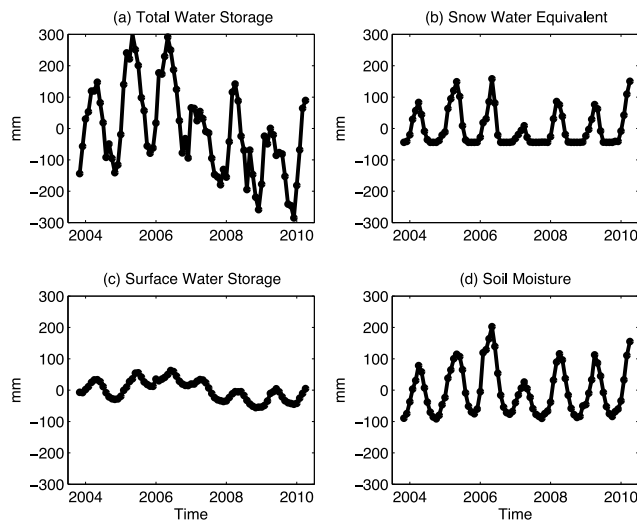 (a) Total Water Storage
300
200
100
0
−100
−200
−300
mm
2004 2006 2008 2010
(b) Snow Water Equivalent
300
200
100
0
−100
−200
−300
mm
2004 2006 2008 2010
(c) Surface Water Storage
300
200
100
0
−100
−200
−300
mm
2004 2006 2008 2010
Time
(d) Soil Moisture
300
200
100
0
−100
−200
−300
mm
2004 2006 2008 2010
Time